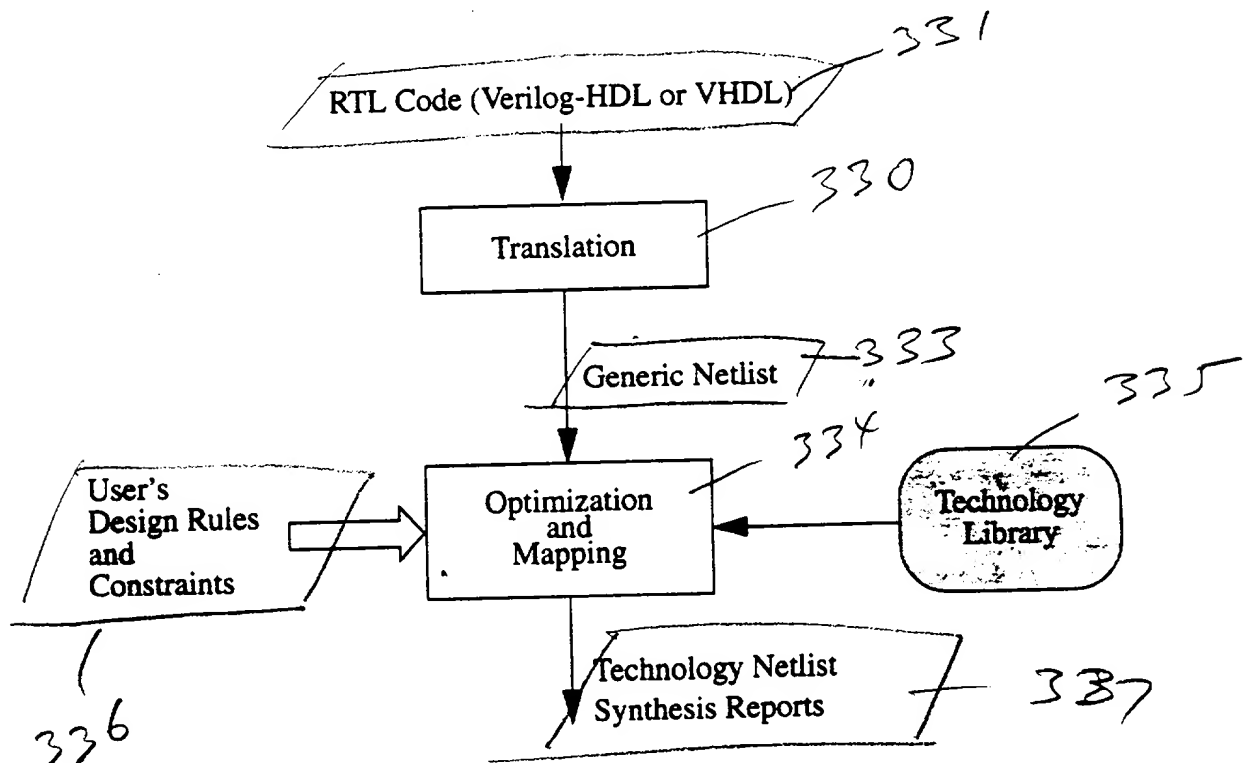 331
RTL Code (Verilog-HDL or VHDL)
330
Translation
333
Generic Netlist
335
334
User's
Design Rules
and
Constraints
Optimization
and
Mapping
Technology
Library
Technology Netlist
Synthesis Reports
337
336